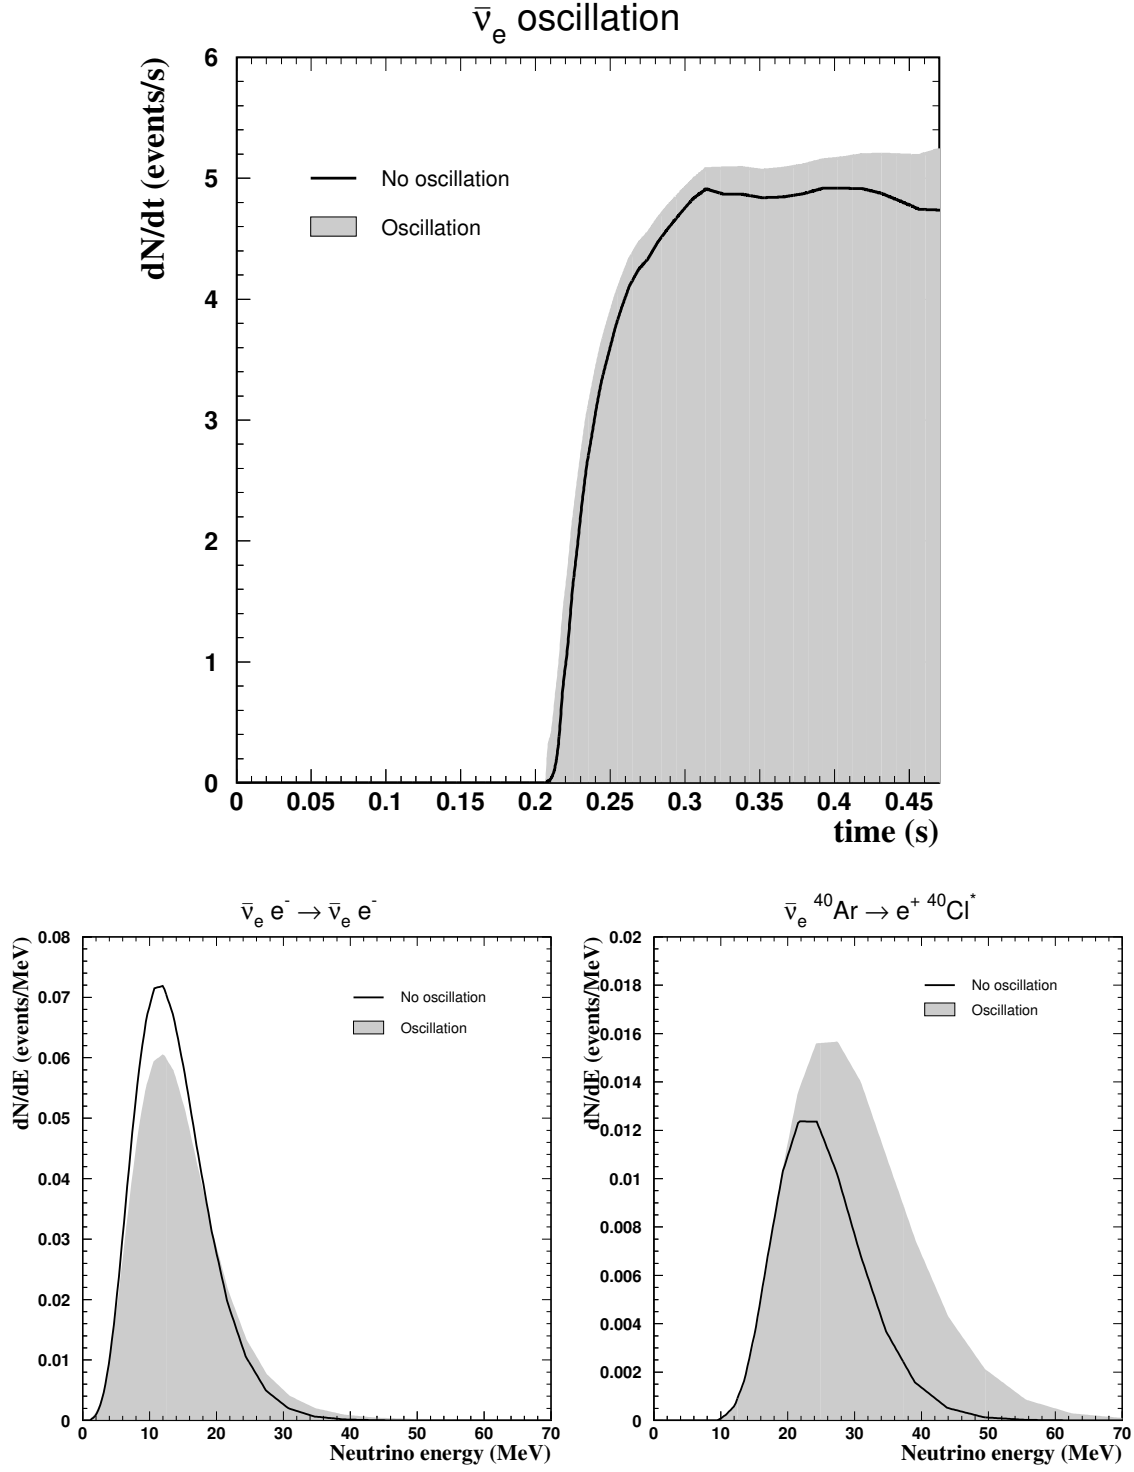 ν̄e oscillation
dN/dt (events/s)
6
5
4
3
2
1
0
No oscillation
Oscillation
0 0.05 0.1 0.15 0.2 0.25 0.3 0.35 0.4 0.45
time (s)
ν̄e e- → ν̄e e-
dN/dE (events/MeV)
0.08
0.07
0.06
0.05
0.04
0.03
0.02
0.01
0
No oscillation
Oscillation
0 10 20 30 40 50 60 70
Neutrino energy (MeV)
ν̄e 40Ar → e+ 40Cl*
dN/dE (events/MeV)
0.02
0.018
0.016
0.014
0.012
0.01
0.008
0.006
0.004
0.002
0
No oscillation
Oscillation
0 10 20 30 40 50 60 70
Neutrino energy (MeV)